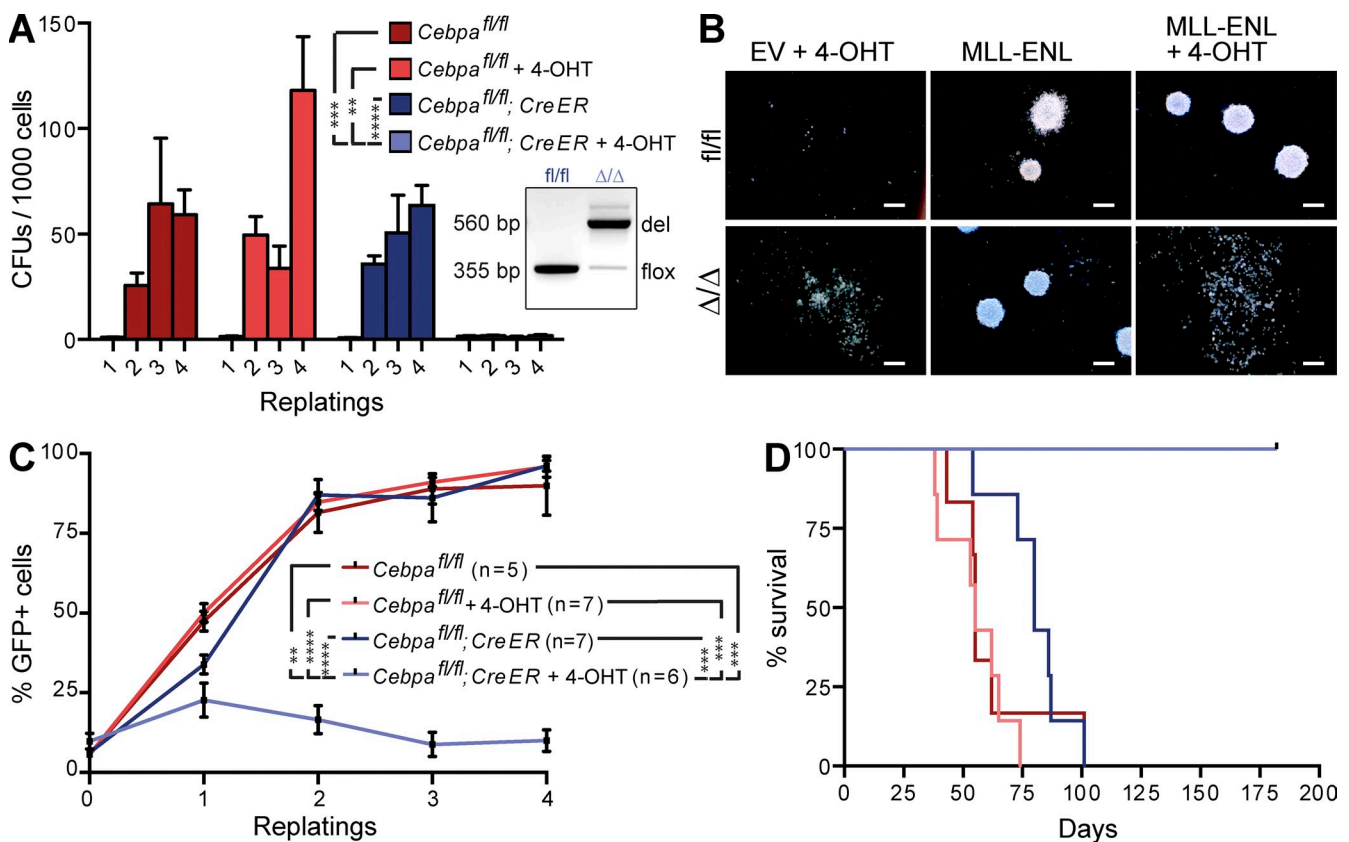 A
150
100
50
0
CFUs / 1000 cells
1 2 3 4 1 2 3 4 1 2 3 4 1 2 3 4
Replatings
Cebpa fl/fl
Cebpa fl/fl + 4-OHT
Cebpa fl/fl; CreER
Cebpa fl/fl; CreER + 4-OHT
*** ** ****
fl/fl Δ/Δ
560 bp del
355 bp flox
B
EV + 4-OHT MLL-ENL MLL-ENL
+ 4-OHT
fl/fl
Δ/Δ
C
100
75
50
25
0
% GFP+ cells
0 1 2 3 4
Replatings
Cebpa fl/fl (n=5)
Cebpa fl/fl + 4-OHT (n=7)
Cebpa fl/fl; CreER (n=7)
Cebpa fl/fl; CreER + 4-OHT (n=6)
** **** **** *** *** ***
D
100
75
50
25
0
% survival
0 25 50 75 100 125 150 175 200
Days